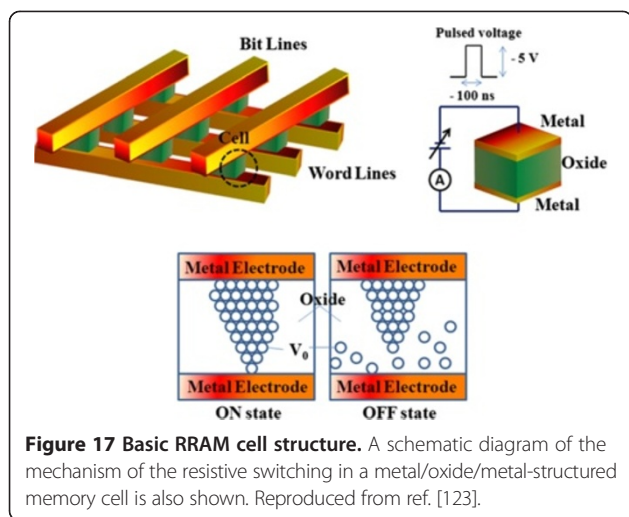 Bit Lines
Cell
Word Lines
Pulsed voltage
- 5 V
- 100 ns
Metal
Oxide
Metal
A
Metal Electrode
Metal Electrode
Oxide
V₀
Metal Electrode
Metal Electrode
ON state
OFF state
Figure 17 Basic RRAM cell structure. A schematic diagram of the
mechanism of the resistive switching in a metal/oxide/metal-structured
memory cell is also shown. Reproduced from ref. [123].